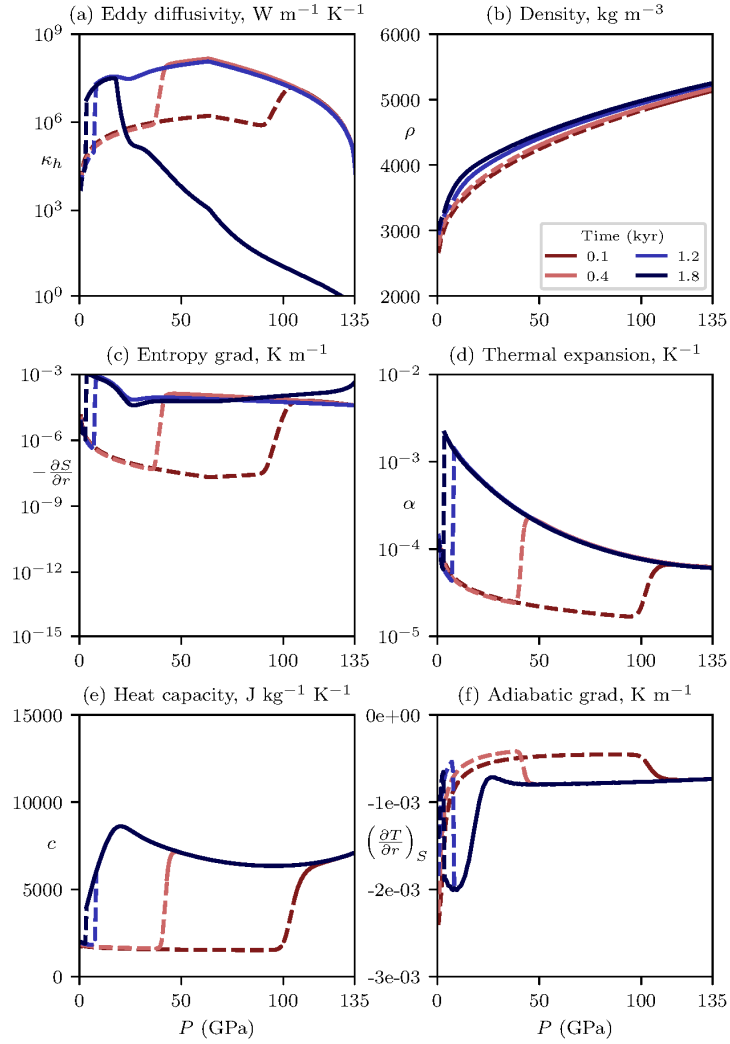 (a) Eddy diffusivity, W m⁻¹ K⁻¹
10⁹
10⁶
κₕ
10³
10⁰
0
50
100
135
(b) Density, kg m⁻³
6000
5000
ρ
4000
3000
2000
Time (kyr)
0.1
1.2
0.4
1.8
0
50
100
135
(c) Entropy grad, K m⁻¹
10⁻³
10⁻⁶
−∂S/∂r
10⁻⁹
10⁻¹²
10⁻¹⁵
0
50
100
135
(d) Thermal expansion, K⁻¹
10⁻²
10⁻³
α
10⁻⁴
10⁻⁵
0
50
100
135
(e) Heat capacity, J kg⁻¹ K⁻¹
15000
10000
c
5000
0
0
50
100
135
P (GPa)
(f) Adiabatic grad, K m⁻¹
0e+00
-1e-03
(∂T/∂r)S
-2e-03
-3e-03
0
50
100
135
P (GPa)